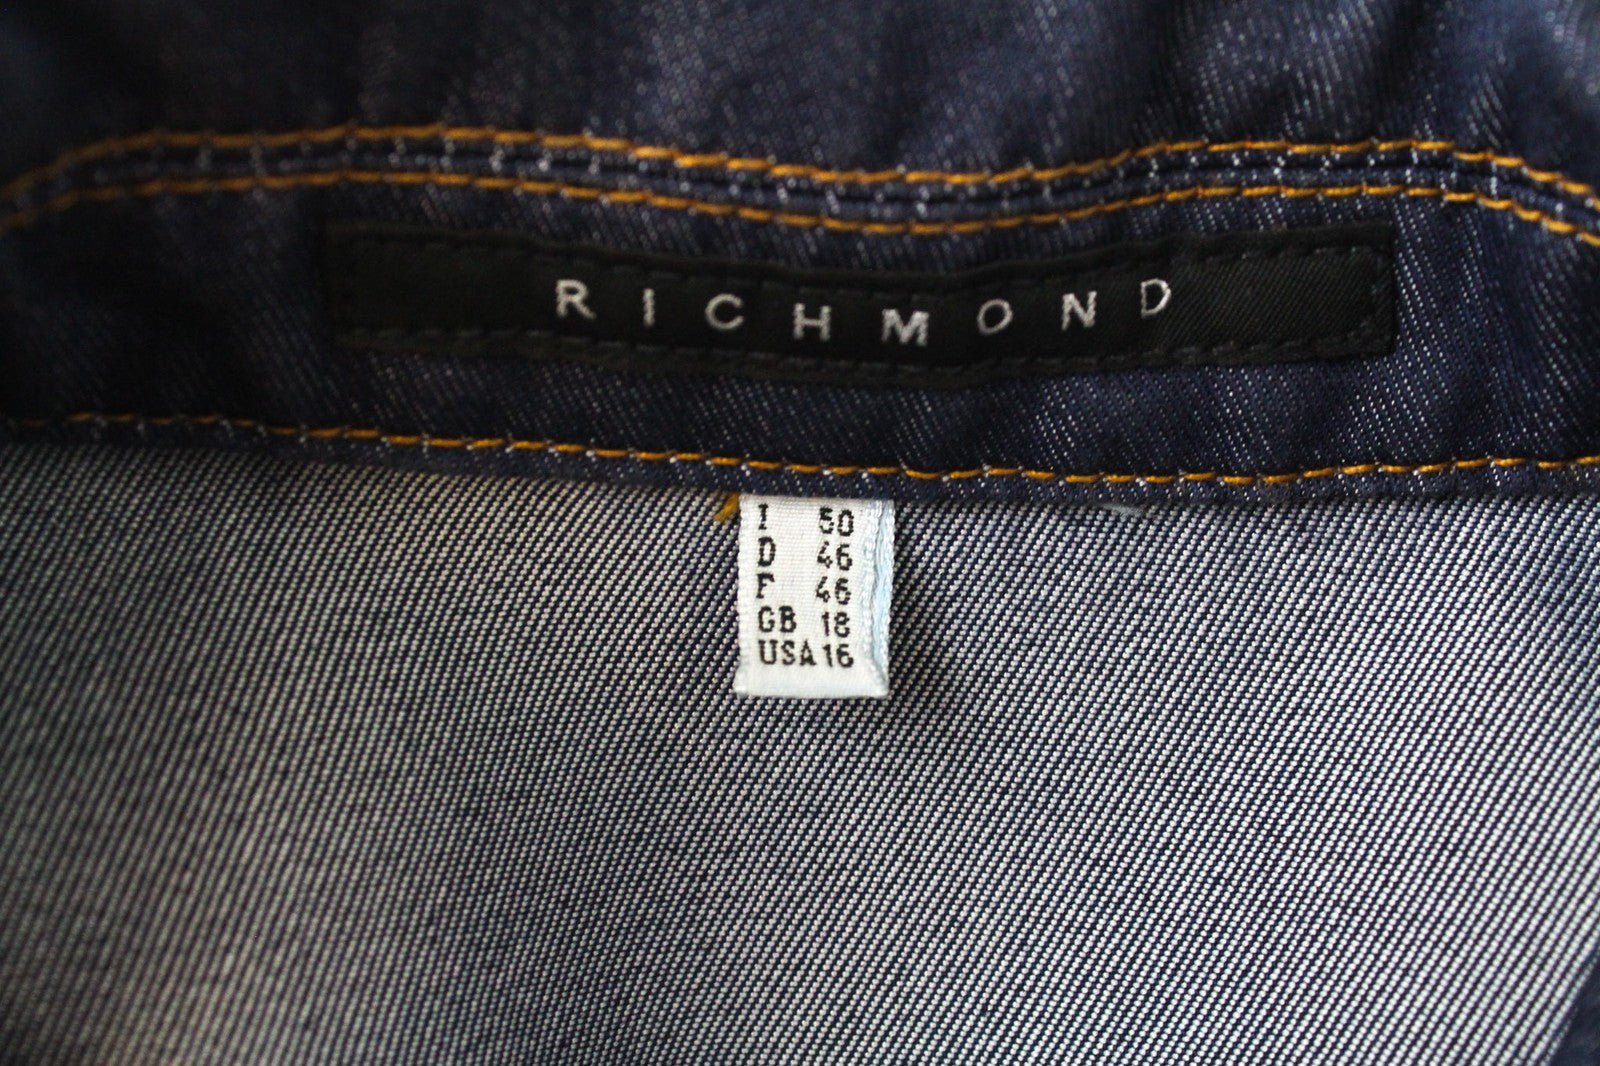 RICHMOND
I 50
D 46
F 46
GB 18
USA 16